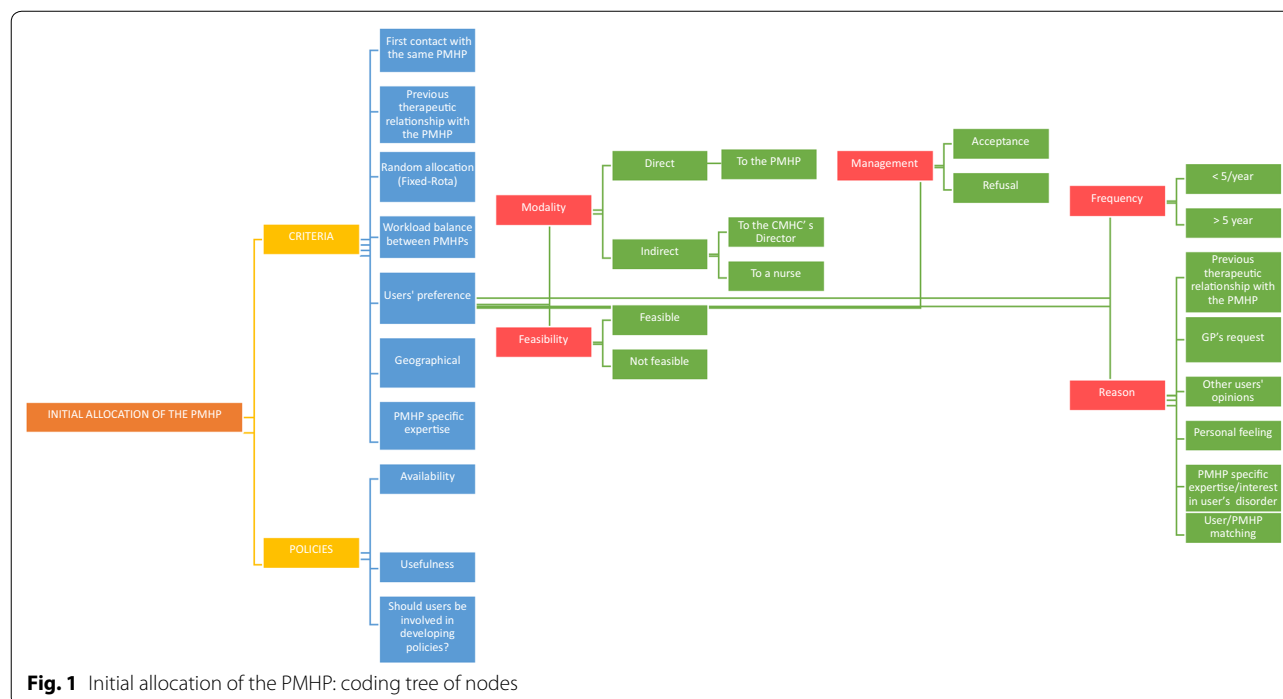 INITIAL ALLOCATION OF THE PMHP
CRITERIA
POLICIES
First contact with
the same PMHP
Previous
therapeutic
relationship with
the PMHP
Random allocation
(Fixed-Rota)
Workload balance
between PMHPs
Users' preference
Geographical
PMHP specific
expertise
Availability
Usefulness
Should users be
involved in
developing
policies?
Modality
Direct
To the PMHP
Indirect
To the CMHC' s
Director
To a nurse
Feasibility
Feasible
Not feasible
Management
Acceptance
Refusal
Frequency
< 5/year
> 5 year
Reason
Previous
therapeutic
relationship with
the PMHP
GP's request
Other users'
opinions
Personal feeling
PMHP specific
expertise/interest
in user's disorder
User/PMHP
matching
Fig. 1 Initial allocation of the PMHP: coding tree of nodes